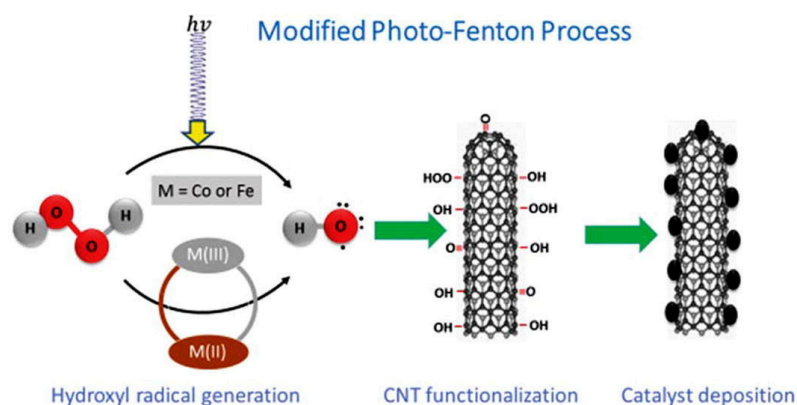 hv
Modified Photo-Fenton Process
M = Co or Fe
H
O
O
H
H
O
M(III)
M(II)
O
HOO
OH
OH
OOH
O
OH
OH
O
OH
OH
Hydroxyl radical generation
CNT functionalization
Catalyst deposition